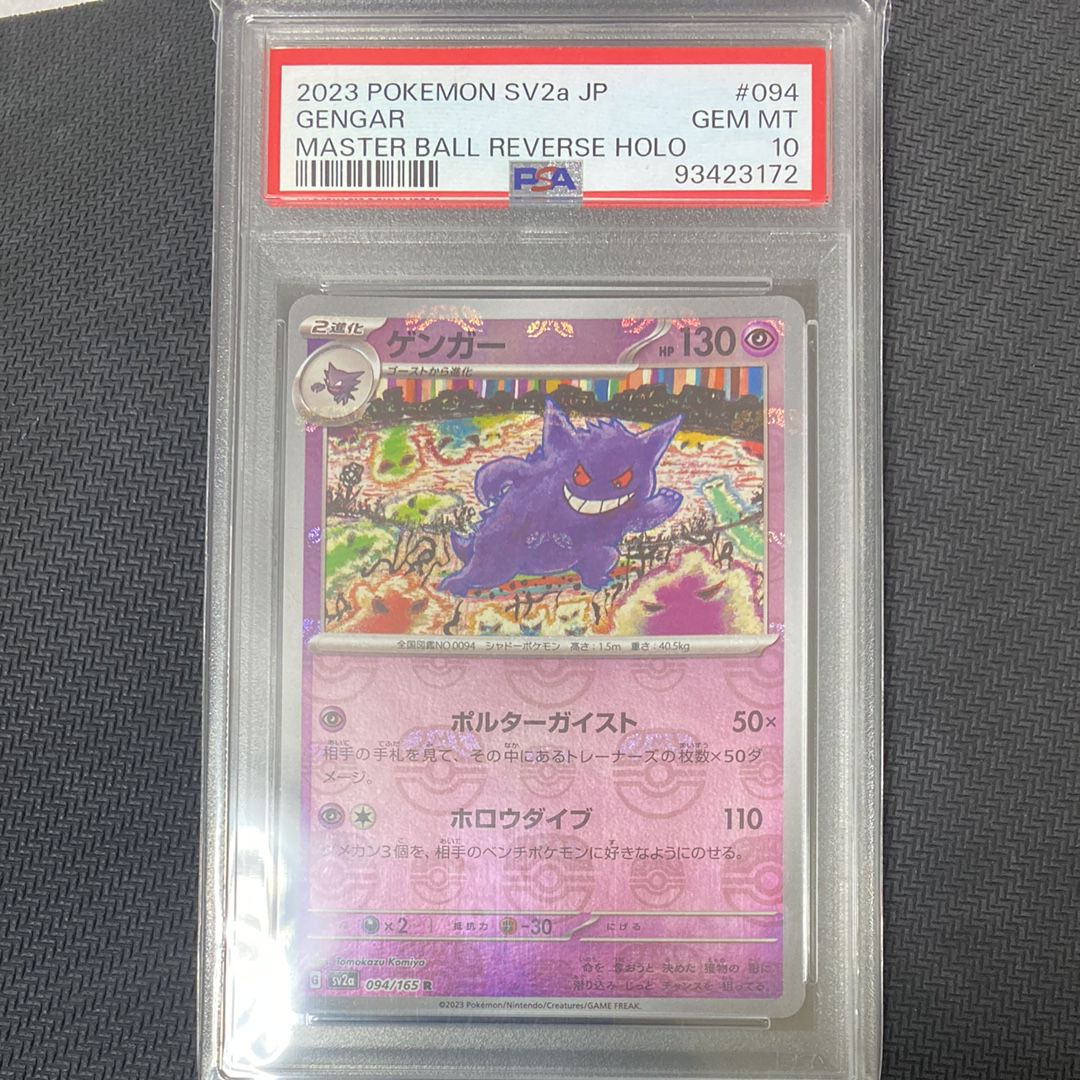 2023 POKEMON SV2a JP #094
GENGAR GEM MT
MASTER BALL REVERSE HOLO 10
PSA 93423172
2進化 ゲンガー HP 130
ゴーストから進化
全国図鑑NO 0094 シャドーポケモン 高さ:1.5m 重さ:40.5kg
ポルターガイスト 50×
相手の手札を見て、その中にあるトレーナーズの枚数×50ダ
メージ。
ホロウダイブ 110
ダメカン3個を、相手のベンチポケモンに好きなようにのせる。
×2 抵抗力 -30 にげる
Tomokazu Komiya
G sv2a 094/165 R
命を奪おうと 決めた 獲物の 影に
潜り込み じっと チャンスを 狙ってる
©2023 Pokémon/Nintendo/Creatures/GAME FREAK.